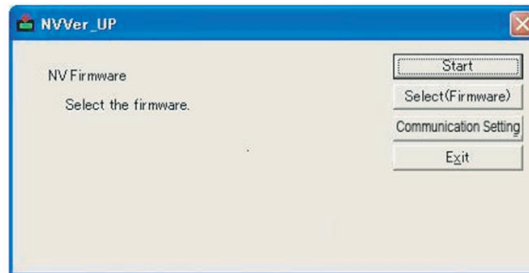 NVVer_UP
NV Firmware
Select the firmware.
Start
Select(Firmware)
Communication Setting
Exit